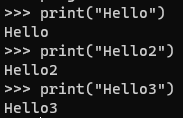 >>> print("Hello")
Hello
>>> print("Hello2")
Hello2
>>> print("Hello3")
Hello3